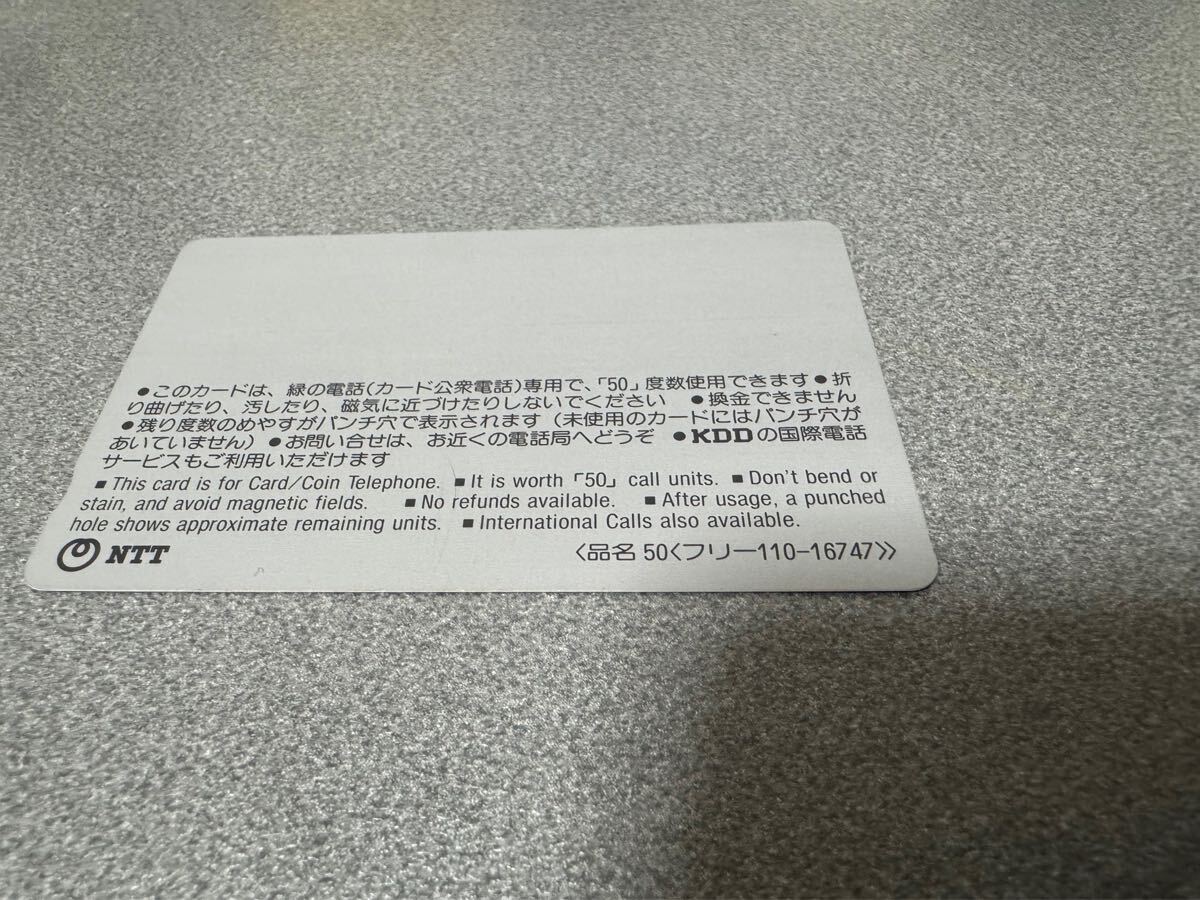 ●このカードは、緑の電話(カード公衆電話)専用で、「50」度数使用できます●折
り曲げたり、汚したり、磁気に近づけたりしないでください ●換金できません
●残り度数のめやすがパンチ穴で表示されます(未使用のカードにはパンチ穴が
あいていません)●お問い合せは、お近くの電話局へどうぞ ●KDDの国際電話
サービスもご利用いただけます
■This card is for Card/Coin Telephone. ■It is worth「50」call units. ■Don't bend or
stain, and avoid magnetic fields. ■No refunds available. ■After usage, a punched
hole shows approximate remaining units. ■International Calls also available.
NTT 〈品名 50〈フリー110-16747〉〉